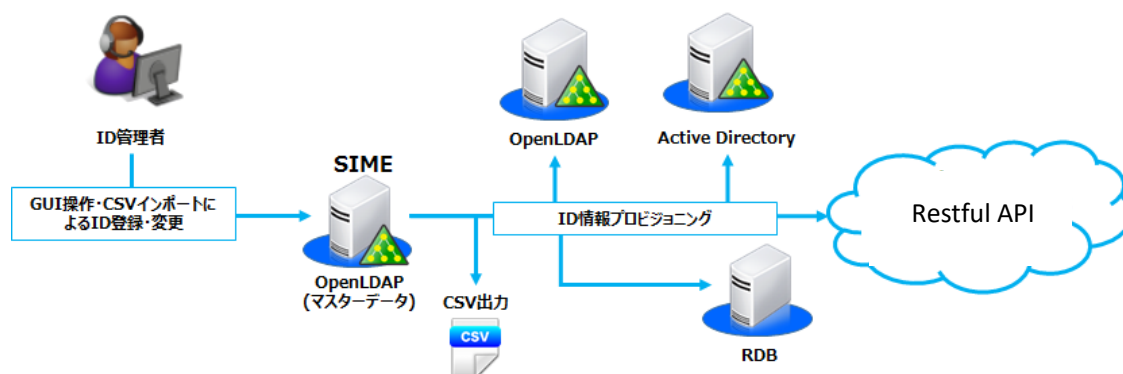 ID管理者
GUI操作・CSVインポートに
よるID登録・変更
SIME
OpenLDAP
(マスターデータ)
CSV出力
CSV
OpenLDAP
Active Directory
ID情報プロビジョニング
RDB
Restful API